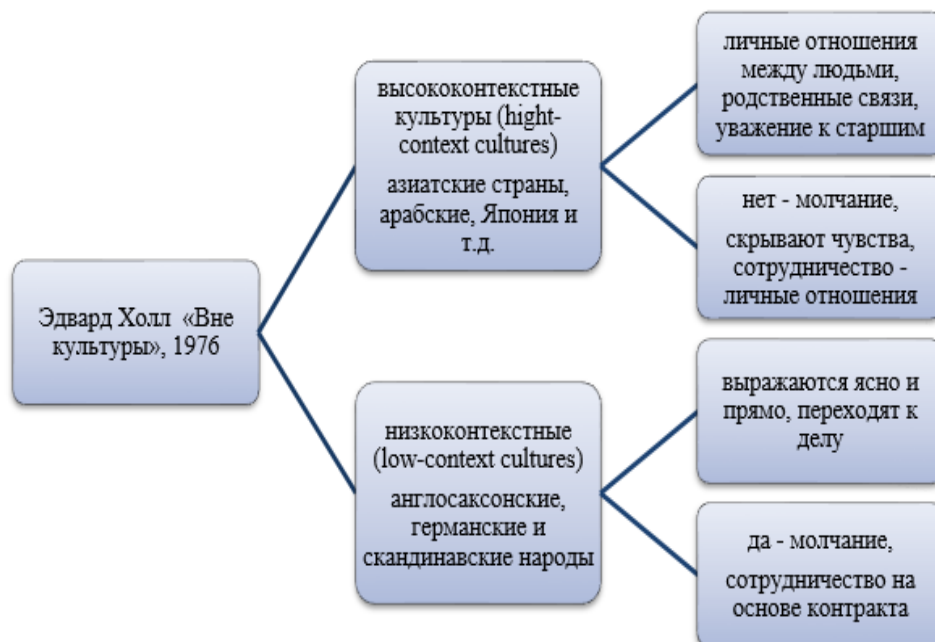 Эдвард Холл «Вне
культуры», 1976
высококонтекстные
культуры (hight-
context cultures)
азиатские страны,
арабские, Япония и
т.д.
личные отношения
между людьми,
родственные связи,
уважение к старшим
нет - молчание,
скрывают чувства,
сотрудничество -
личные отношения
низкоконтекстные
(low-context cultures)
англосаксонские,
германские и
скандинавские народы
выражаются ясно и
прямо, переходят к
делу
да - молчание,
сотрудничество на
основе контракта